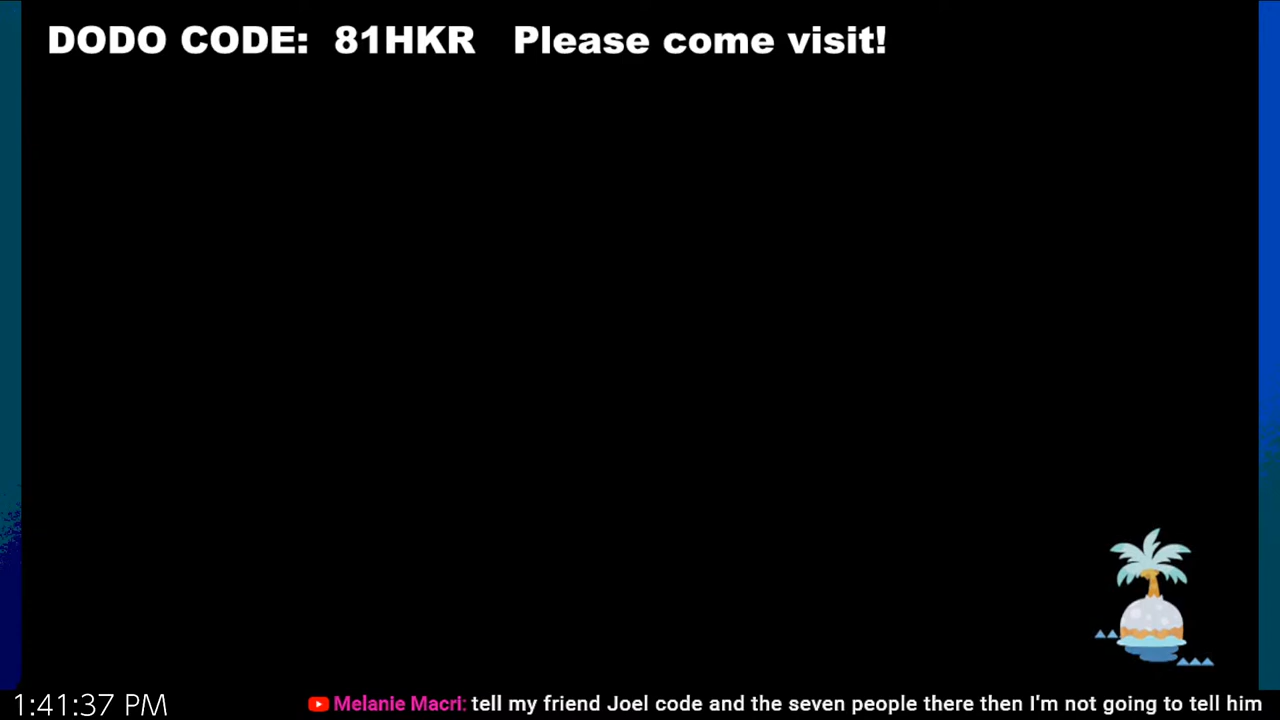 DODO CODE: 81HKR Please come visit!
1:41:37 PM
Melanie Macri: tell my friend Joel code and the seven people there then I'm not going to tell him